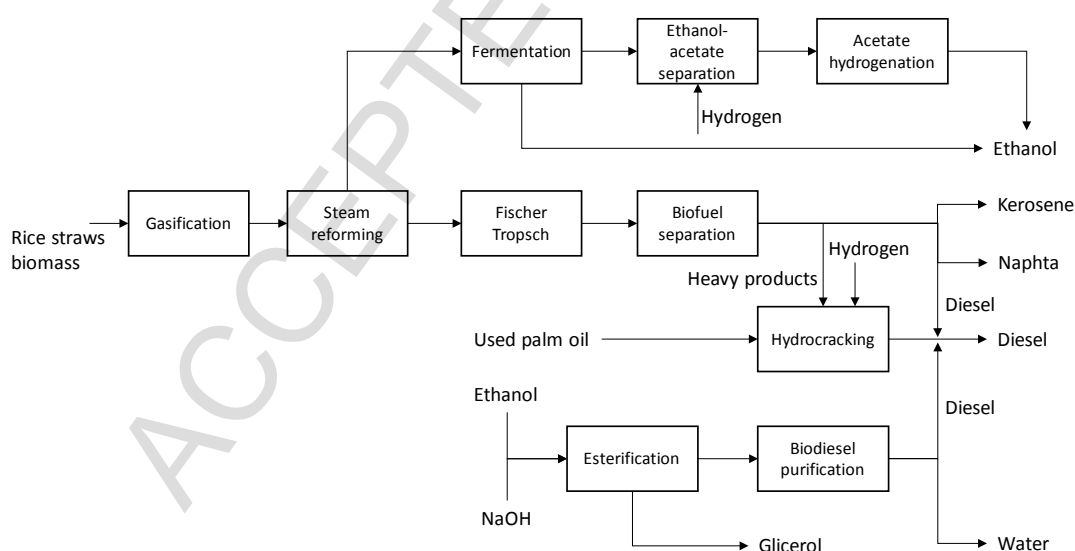 Fermentation
Ethanol-
acetate
separation
Acetate
hydrogenation
Hydrogen
Ethanol
Rice straws
biomass
Gasification
Steam
reforming
Fischer
Tropsch
Biofuel
separation
Kerosene
Naphta
Heavy products
Hydrogen
Diesel
Used palm oil
Hydrocracking
Diesel
Ethanol
NaOH
Esterification
Biodiesel
purification
Diesel
Glicerol
Water
ACCEPTE